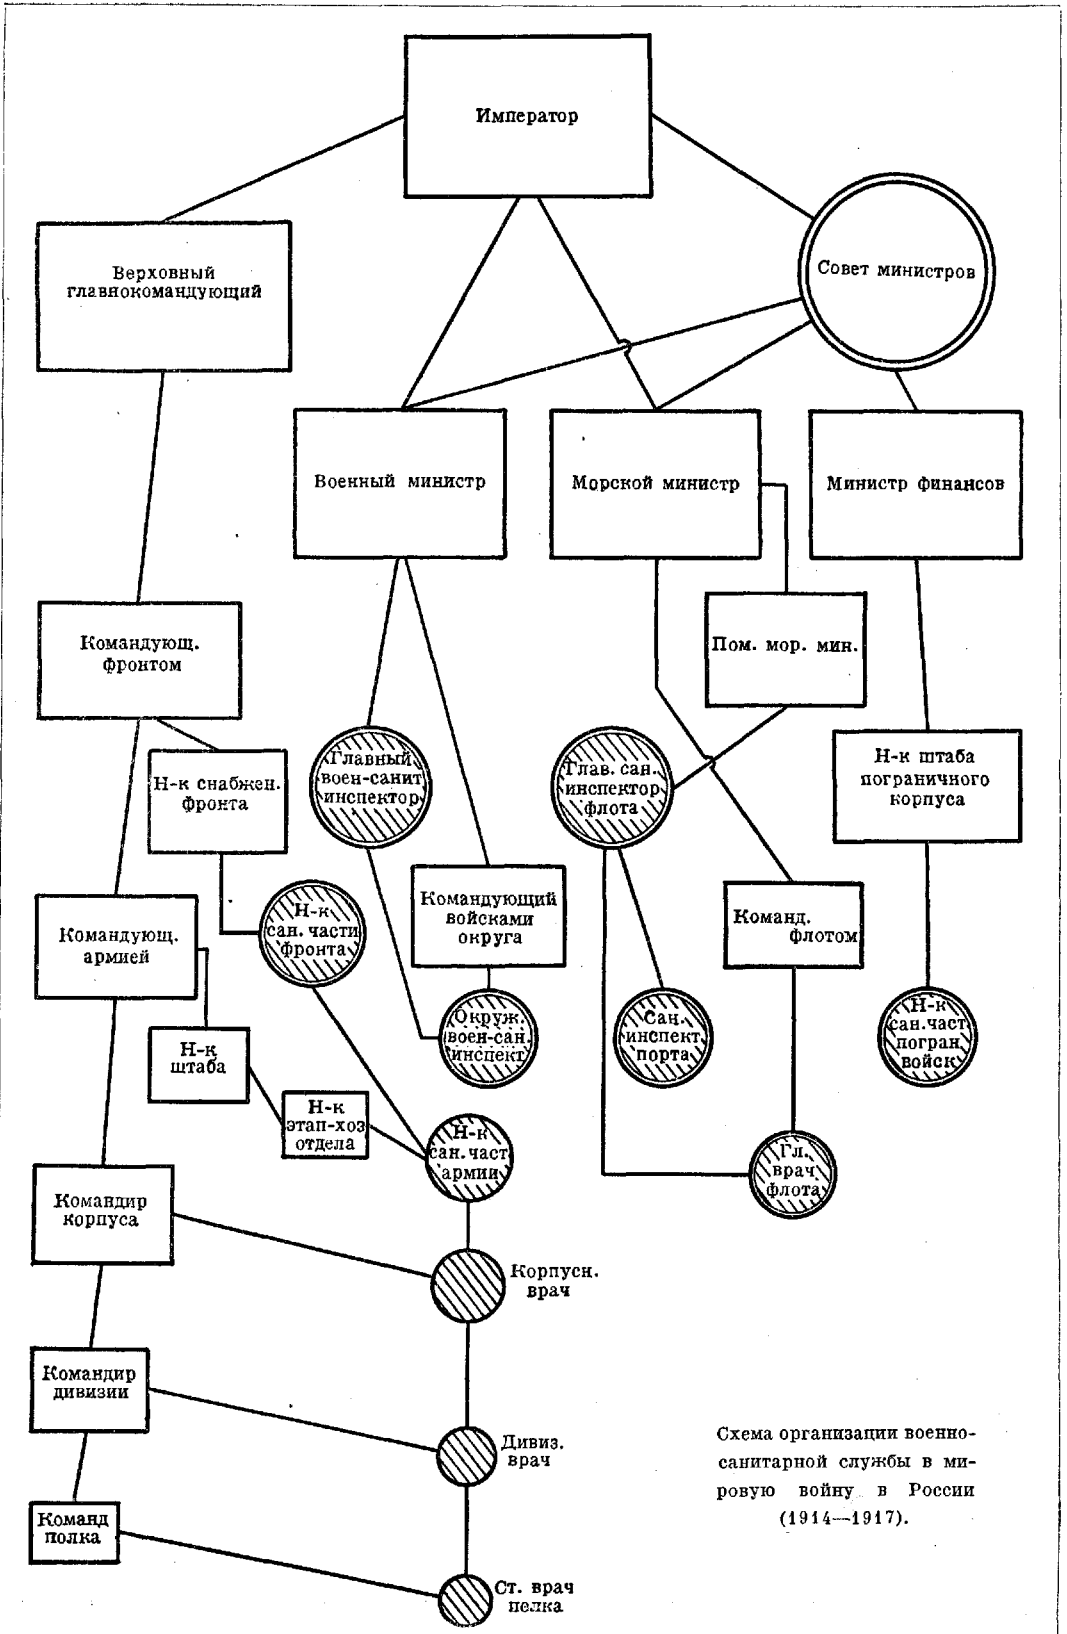 Император
Верховный
главнокомандующий
Совет министров
Военный министр
Морской министр
Министр финансов
Командующ.
фронтом
Пом. мор. мин.
Н-к снабжен.
фронта
Главный
воен-санит
инспектор
Глав. сан.
инспектор
флота
Н-к штаба
пограничного
корпуса
Командующ.
армией
Н-к
сан. части
фронта
Командующий
войсками
округа
Команд.
флотом
Н-к
штаба
Окруж.
воен-сан.
инспект
Сан.
инспект
порта
Н-к
сан.част
погран
войск
Н-к
этап-хоз
отдела
Н-к
сан. част
армии
Гл.
врач
флота
Командир
корпуса
Корпусн.
врач
Командир
дивизии
Дивиз.
врач
Команд
полка
Ст. врач
пелка
Схема организации военно-
санитарной службы в ми-
ровую войну в России
(1914—1917).